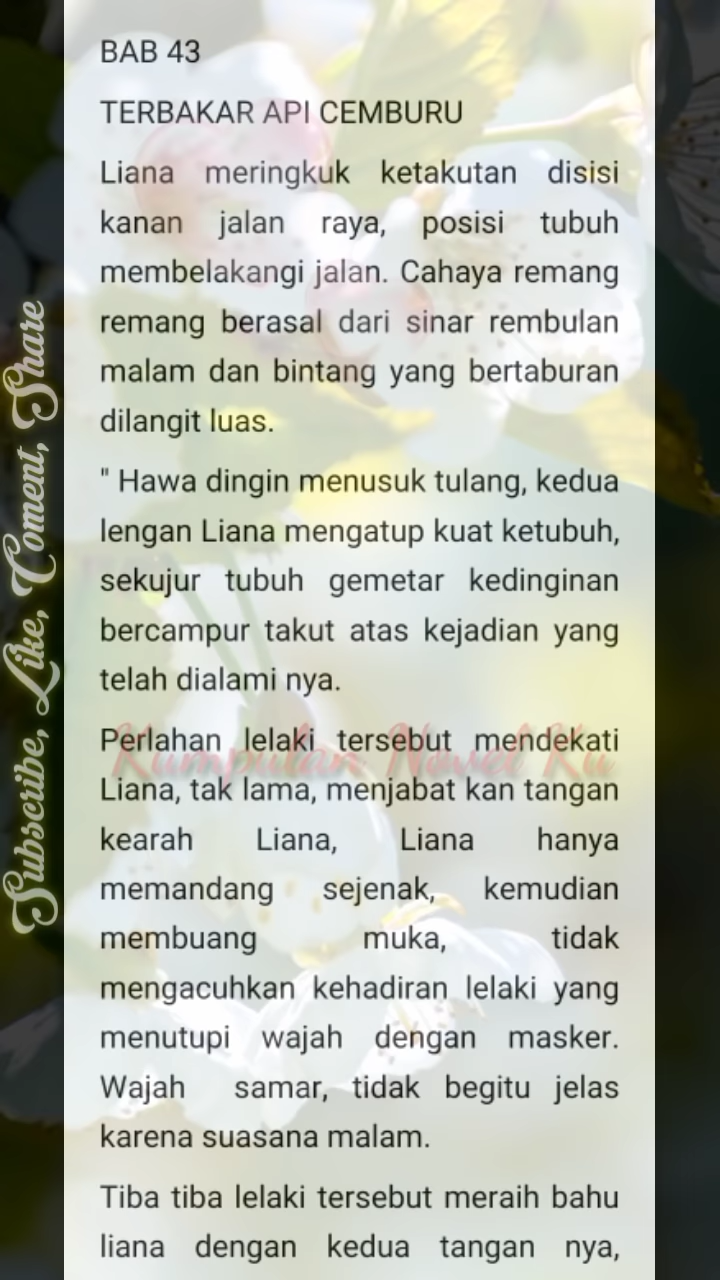 BAB 43
TERBAKAR API CEMBURU
Liana meringkuk ketakutan disisi
kanan jalan raya, posisi tubuh
membelakangi jalan. Cahaya remang
remang berasal dari sinar rembulan
malam dan bintang yang bertaburan
dilangit luas.
" Hawa dingin menusuk tulang, kedua
lengan Liana mengatup kuat ketubuh,
sekujur tubuh gemetar kedinginan
bercampur takut atas kejadian yang
telah dialami nya.
Perlahan lelaki tersebut mendekati
Kumpulan Novel Ku
Liana, tak lama, menjabat kan tangan
kearah Liana, Liana hanya
memandang sejenak, kemudian
membuang muka, tidak
mengacuhkan kehadiran lelaki yang
menutupi wajah dengan masker.
Wajah samar, tidak begitu jelas
karena suasana malam.
Tiba tiba lelaki tersebut meraih bahu
liana dengan kedua tangan nya,
Subscribe, Like, Coment, Share